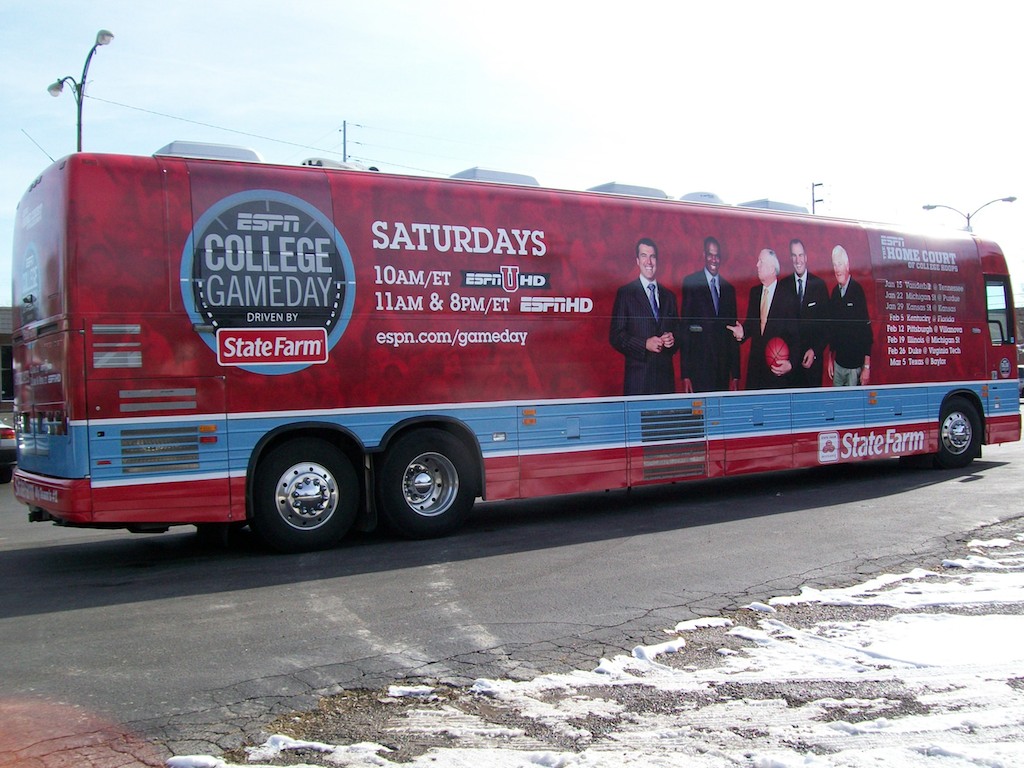 ESPN
COLLEGE
GAMEDAY
DRIVEN BY
State Farm
SATURDAYS
10AM/ET ESPNU HD
11AM & 8PM/ET ESPN HD
espn.com/gameday
ESPN
THE HOME COURT
OF COLLEGE HOOPS
Jan 15 Vanderbilt @ Tennessee
Jan 22 Michigan St @ Purdue
Jan 29 Kansas St @ Kansas
Feb 5 Kentucky @ Florida
Feb 12 Pittsburgh @ Villanova
Feb 19 Illinois @ Michigan St
Feb 26 Duke @ Virginia Tech
Mar 5 Texas @ Baylor
State Farm